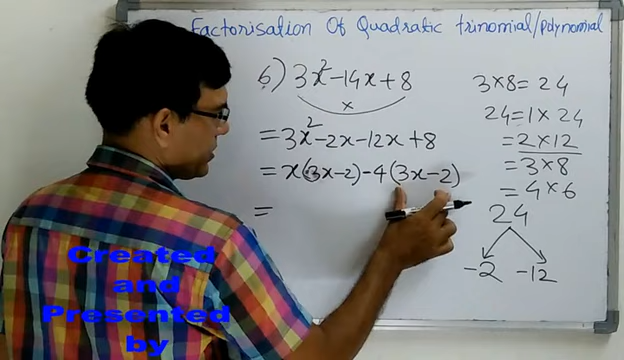 Factorisation Of Quadratic trinomial/polynomial
6) 3x²-14x+8
x
= 3x²-2x-12x+8
= x(3x-2)-4(3x-2)
=
3×8=24
24=1×24
=2×12
=3×8
=4×6
24
-2 -12
Created
and
Presented
by